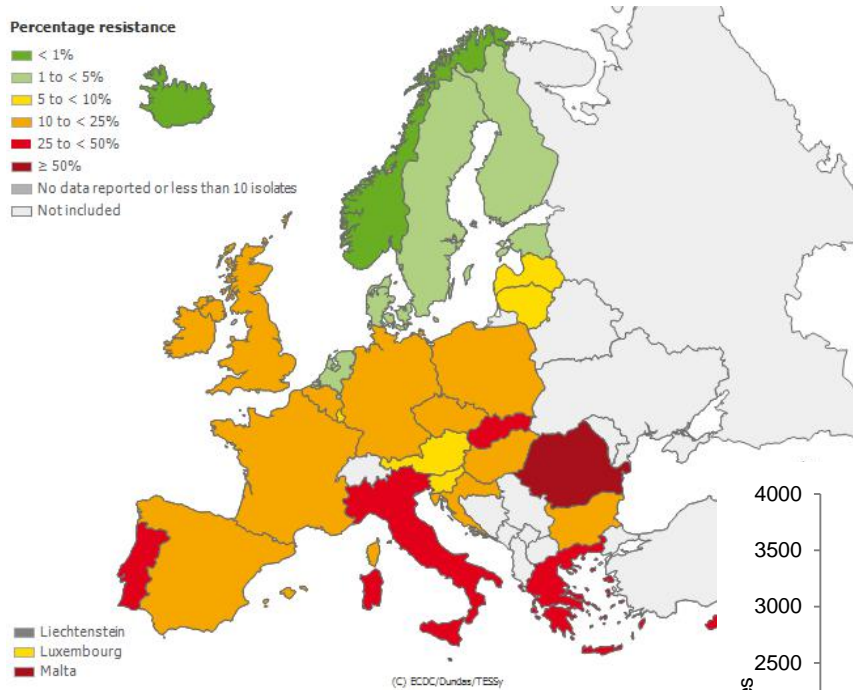 Percentage resistance
< 1%
1 to < 5%
5 to < 10%
10 to < 25%
25 to < 50%
≥ 50%
No data reported or less than 10 isolates
Not included
Liechtenstein
Luxembourg
Malta
(C) ECDC/Dundas/TESSy
4000
3500
3000
2500